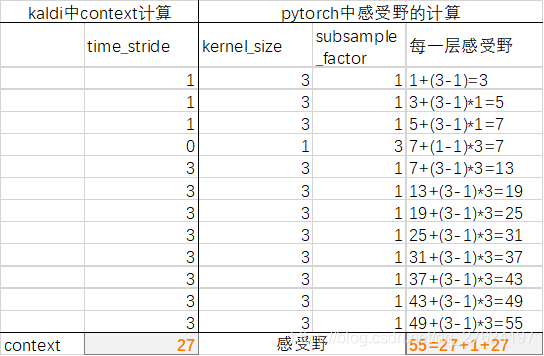 kaldi中context计算 pytorch中感受野的计算
time_stride kernel_size subsample_factor 每一层感受野
1 3 1 1+(3-1)=3
1 3 1 3+(3-1)*1=5
1 3 1 5+(3-1)*1=7
0 1 3 7+(1-1)*3=7
3 3 1 7+(3-1)*3=13
3 3 1 13+(3-1)*3=19
3 3 1 19+(3-1)*3=25
3 3 1 25+(3-1)*3=31
3 3 1 31+(3-1)*3=37
3 3 1 37+(3-1)*3=43
3 3 1 43+(3-1)*3=49
3 3 1 49+(3-1)*3=55
context 27 感受野 55=27+1+27